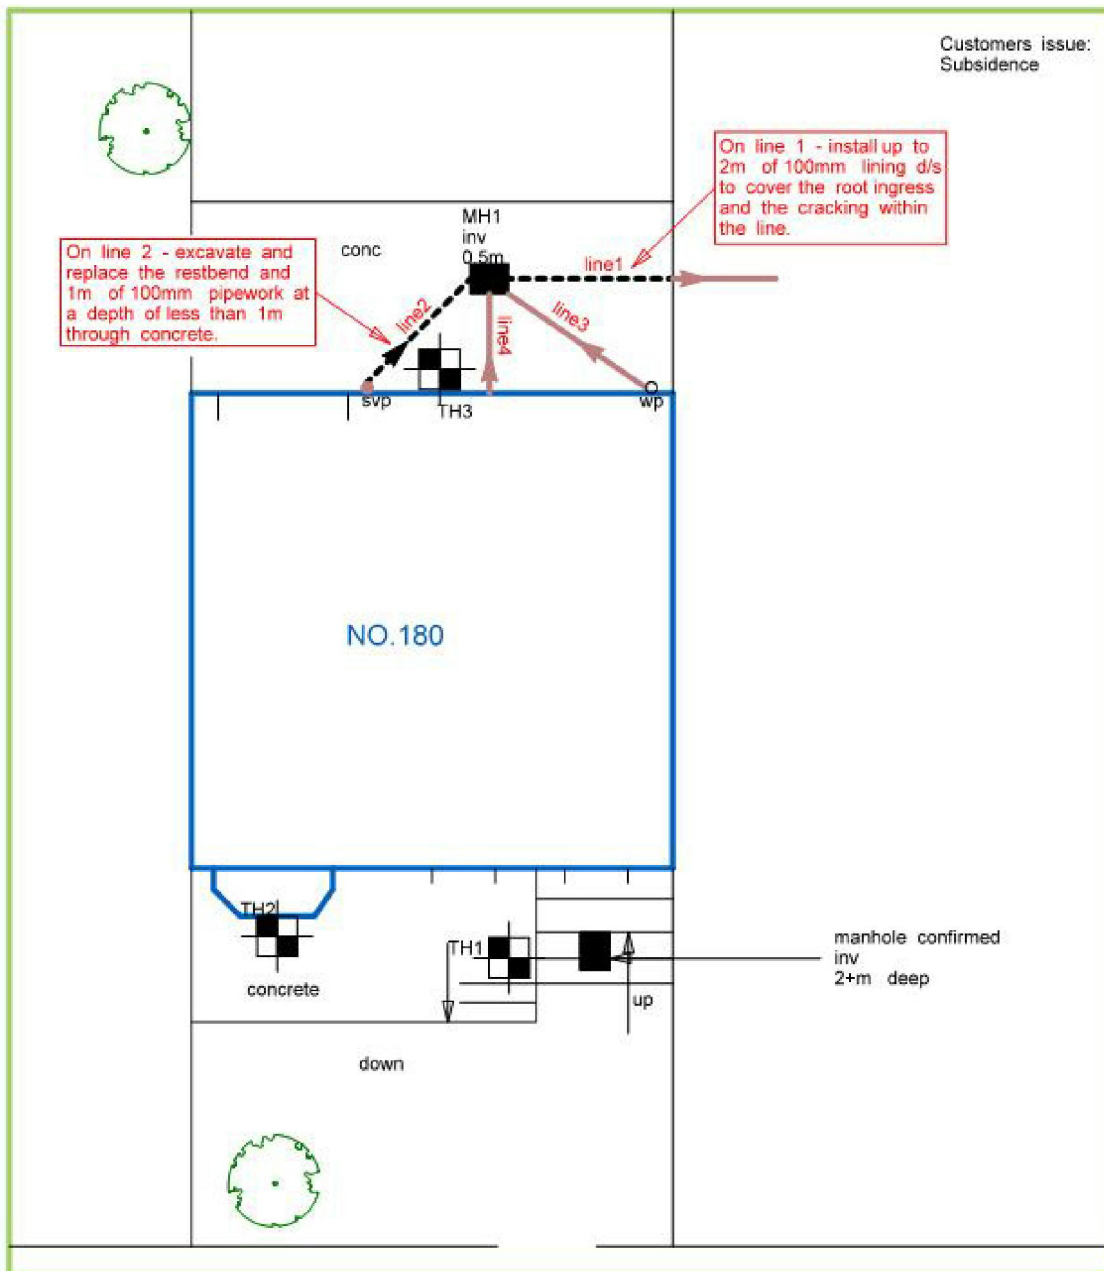 Customers issue:
Subsidence
On line 1 - install up to
2m of 100mm lining d/s
to cover the root ingress
and the cracking within
the line.
MH1
inv
0.5m
conc
On line 2 - excavate and
replace the restbend and
1m of 100mm pipework at
a depth of less than 1m
through concrete.
line1
line2
line3
line4
svp
TH3
wp
NO.180
TH2
TH1
manhole confirmed
inv
2+m deep
concrete
up
down